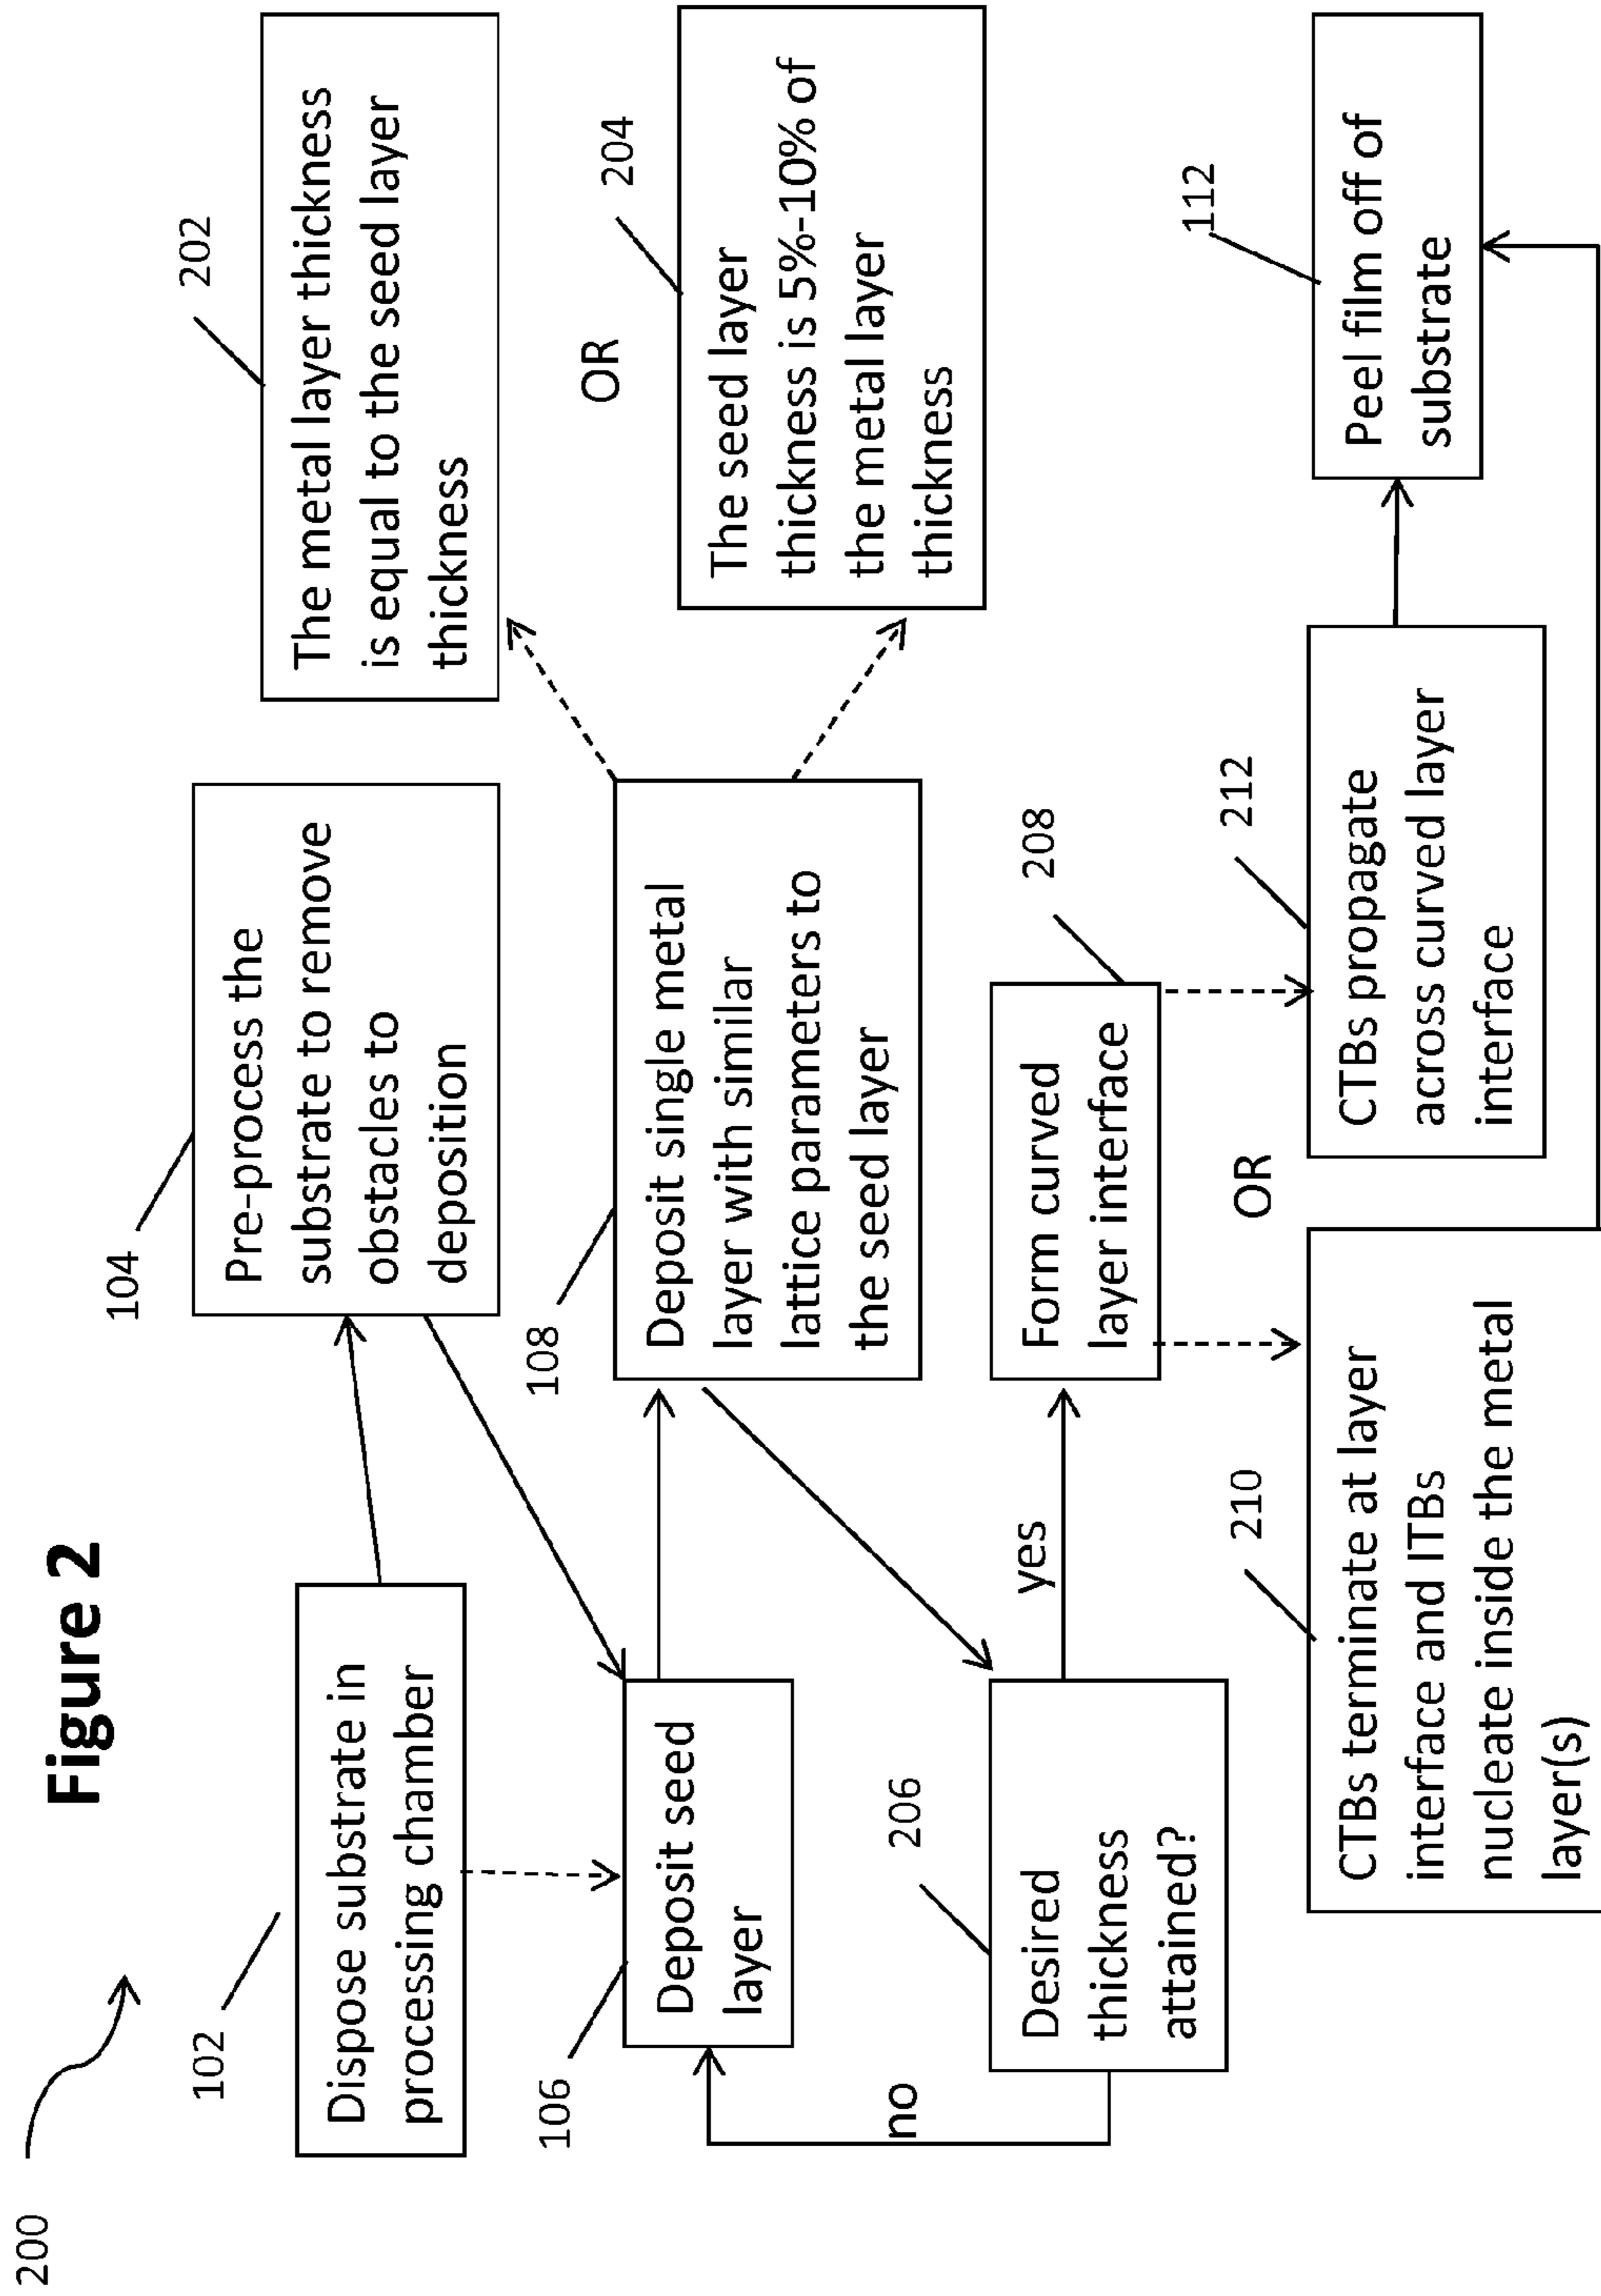 200
Figure 2
102
Dispose substrate in
processing chamber
104
Pre-process the
substrate to remove
obstacles to
deposition
202
The metal layer thickness
is equal to the seed layer
thickness
OR
204
The seed layer
thickness is 5%-10% of
the metal layer
thickness
106
Deposit seed
layer
108
Deposit single metal
layer with similar
lattice parameters to
the seed layer
no
206
Desired
thickness
attained?
yes
208
Form curved
layer interface
210
CTBs terminate at layer
interface and ITBs
nucleate inside the metal
layer(s)
OR
212
CTBs propagate
across curved layer
interface
112
Peel film off of
substrate